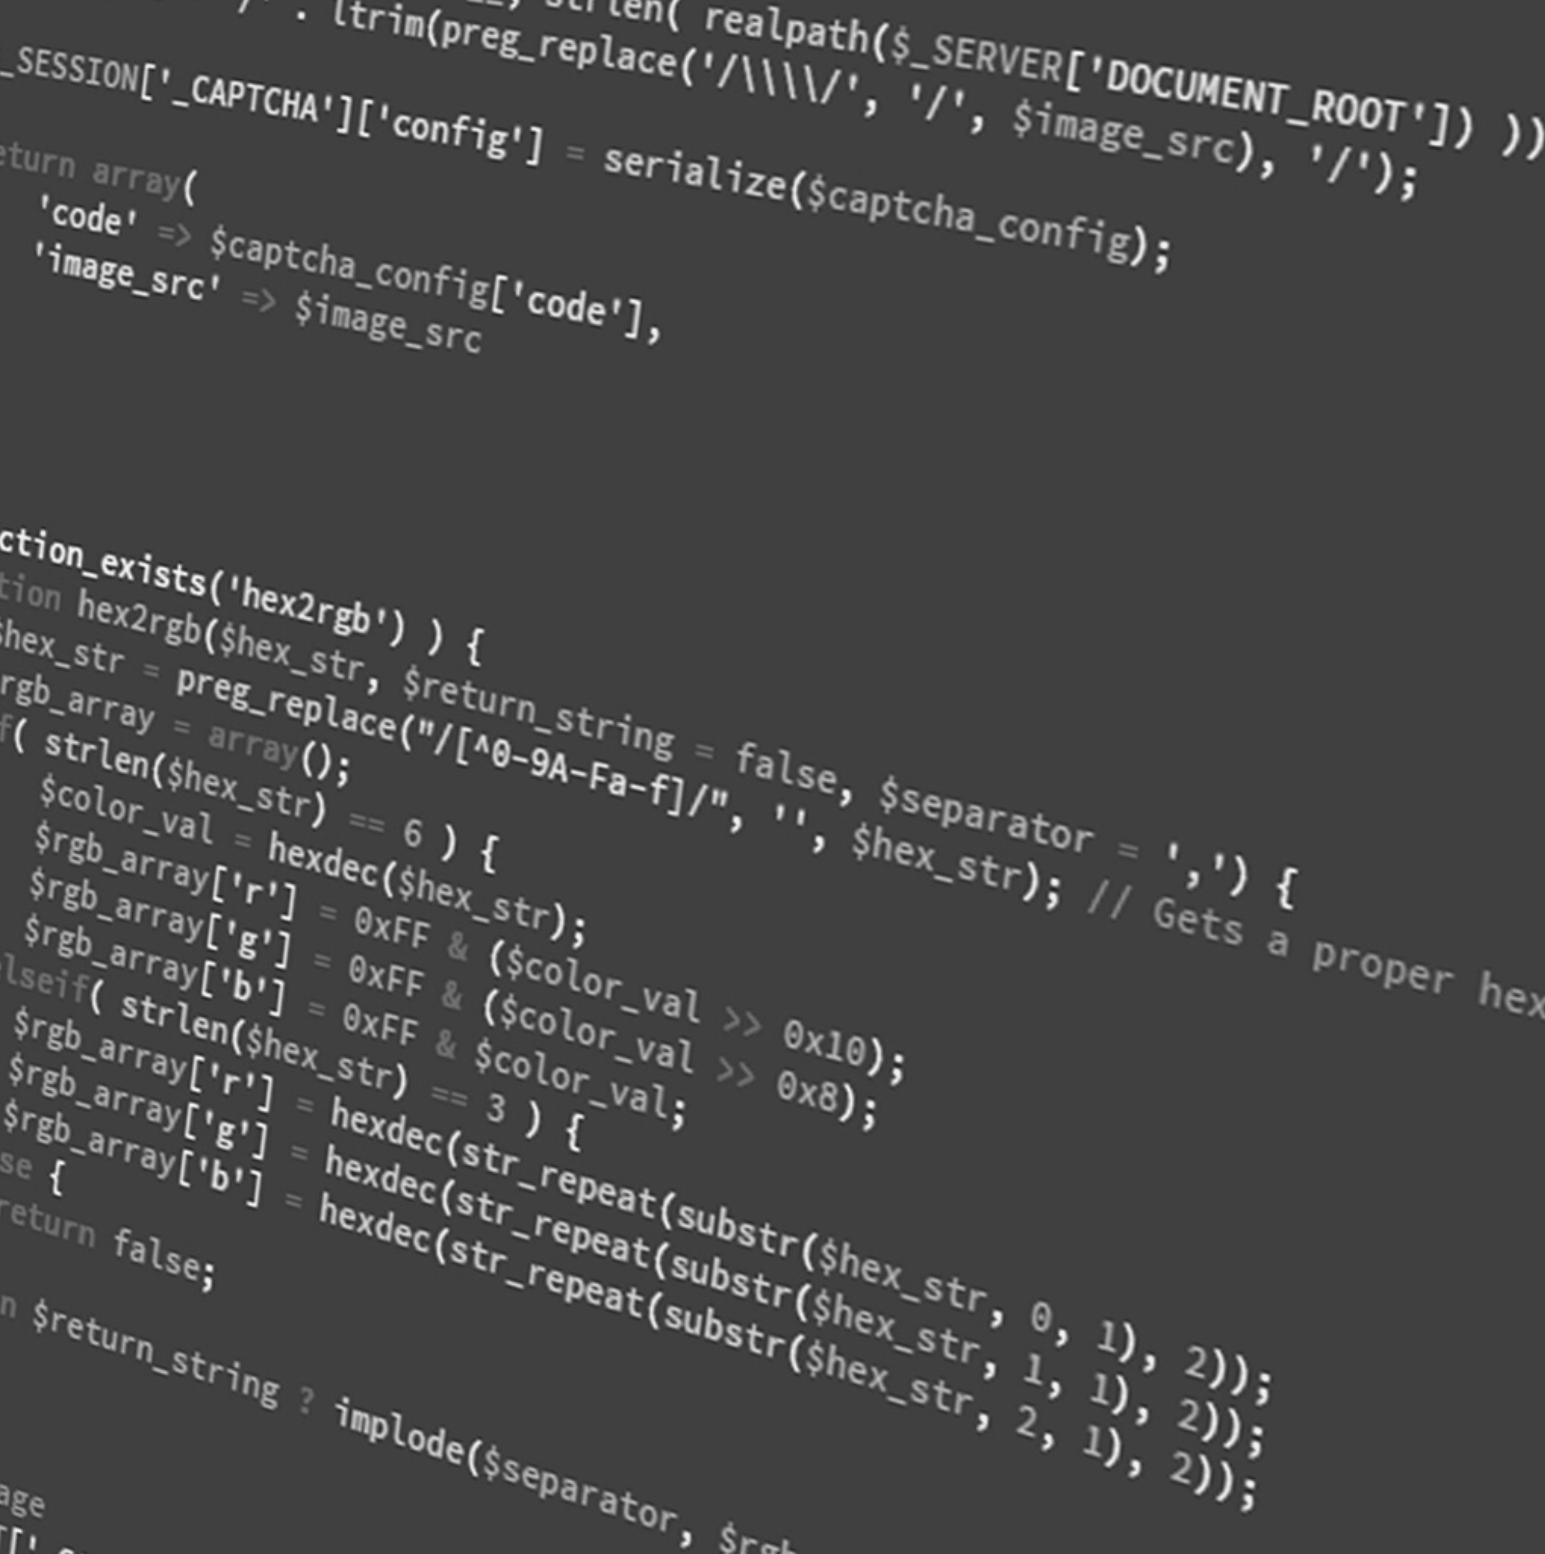 strlen( realpath($_SERVER['DOCUMENT_ROOT']) ))
. ltrim(preg_replace('/\\\\/', '/', $image_src), '/');
_SESSION['_CAPTCHA']['config'] = serialize($captcha_config);
eturn array(
'code' => $captcha_config['code'],
'image_src' => $image_src
ction_exists('hex2rgb') ) {
tion hex2rgb($hex_str, $return_string = false, $separator = ',') {
$hex_str = preg_replace("/[^0-9A-Fa-f]/", '', $hex_str); // Gets a proper hex
rgb_array = array();
f( strlen($hex_str) == 6 ) {
$color_val = hexdec($hex_str);
$rgb_array['r'] = 0xFF & ($color_val >> 0x10);
$rgb_array['g'] = 0xFF & ($color_val >> 0x8);
$rgb_array['b'] = 0xFF & $color_val;
lseif( strlen($hex_str) == 3 ) {
$rgb_array['r'] = hexdec(str_repeat(substr($hex_str, 0, 1), 2));
$rgb_array['g'] = hexdec(str_repeat(substr($hex_str, 1, 1), 2));
$rgb_array['b'] = hexdec(str_repeat(substr($hex_str, 2, 1), 2));
se {
return false;
n $return_string ? implode($separator, $rgb
age